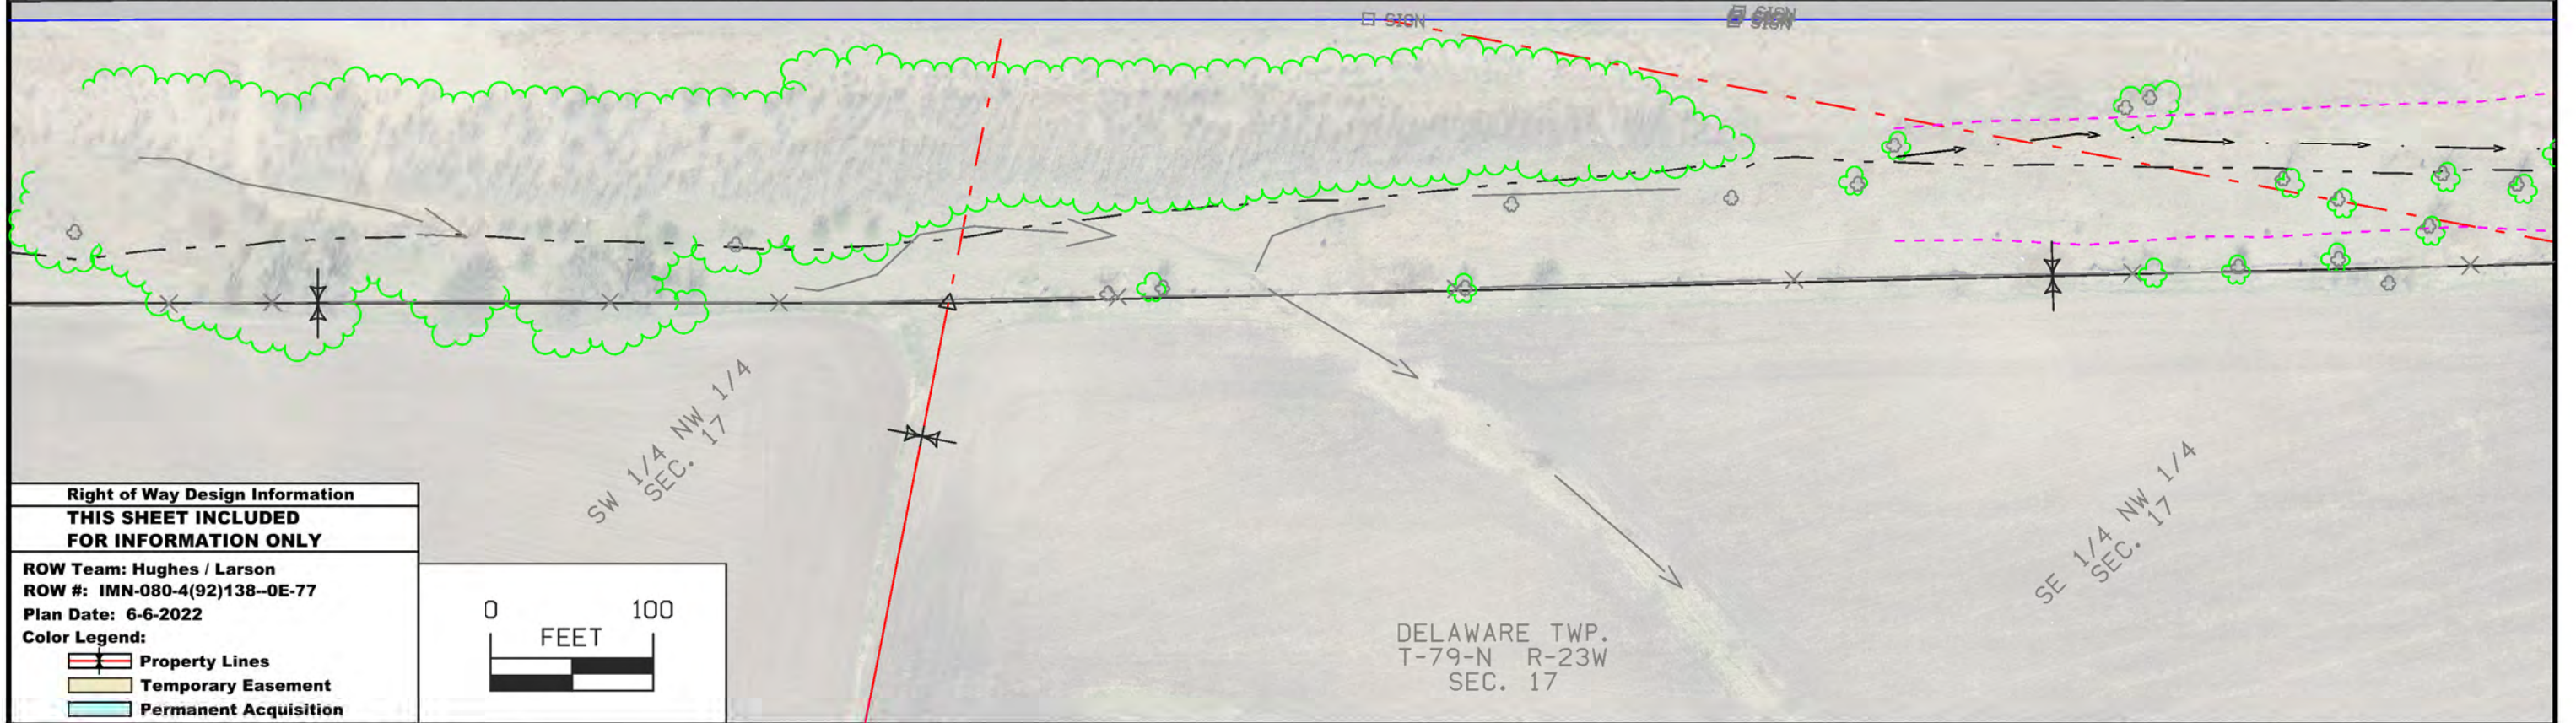 SIGN
SIGN
SIGN
SW 1/4 NW 1/4
SEC. 17
SE 1/4 NW 1/4
SEC. 17
Right of Way Design Information
THIS SHEET INCLUDED
FOR INFORMATION ONLY
ROW Team: Hughes / Larson
ROW #: IMN-080-4(92)138--0E-77
Plan Date: 6-6-2022
Color Legend:
Property Lines
Temporary Easement
Permanent Acquisition
0 100
FEET
DELAWARE TWP.
T-79-N R-23W
SEC. 17